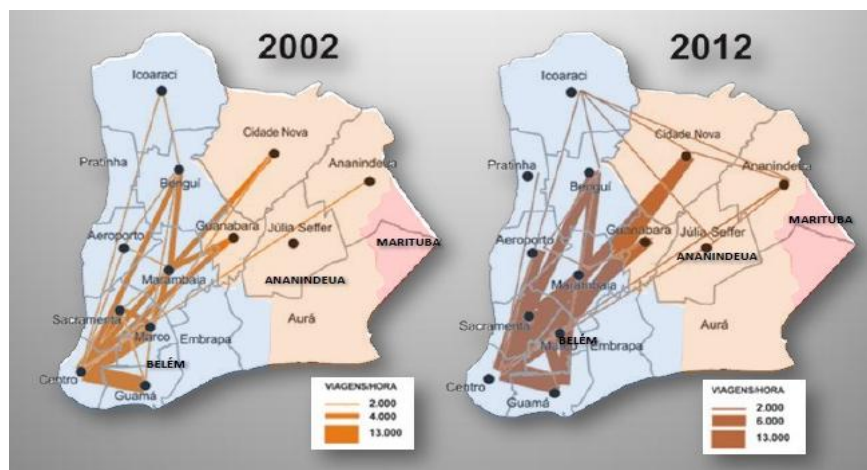 2002
Icoaraci
Cidade Nova
Pratinha
Ananindeua
Benguí
Guanabara
Aeroporto
Júlia Seffer
MARITUBA
Marambaia
ANANINDEUA
Sacramenta
Aurá
Marco
Embrapa
BELÉM
Centro
Guamá
VIAGENS/HORA
2.000
4.000
13.000
2012
Icoaraci
Cidade Nova
Pratinha
Ananindeua
Benguí
MARITUBA
Guanabara
Júlia Seffer
Aeroporto
ANANINDEUA
Marambaia
Sacramenta
Aurá
Marco
BELÉM
Embrapa
Centro
Guamá
VIAGENS/HORA
2.000
6.000
13.000